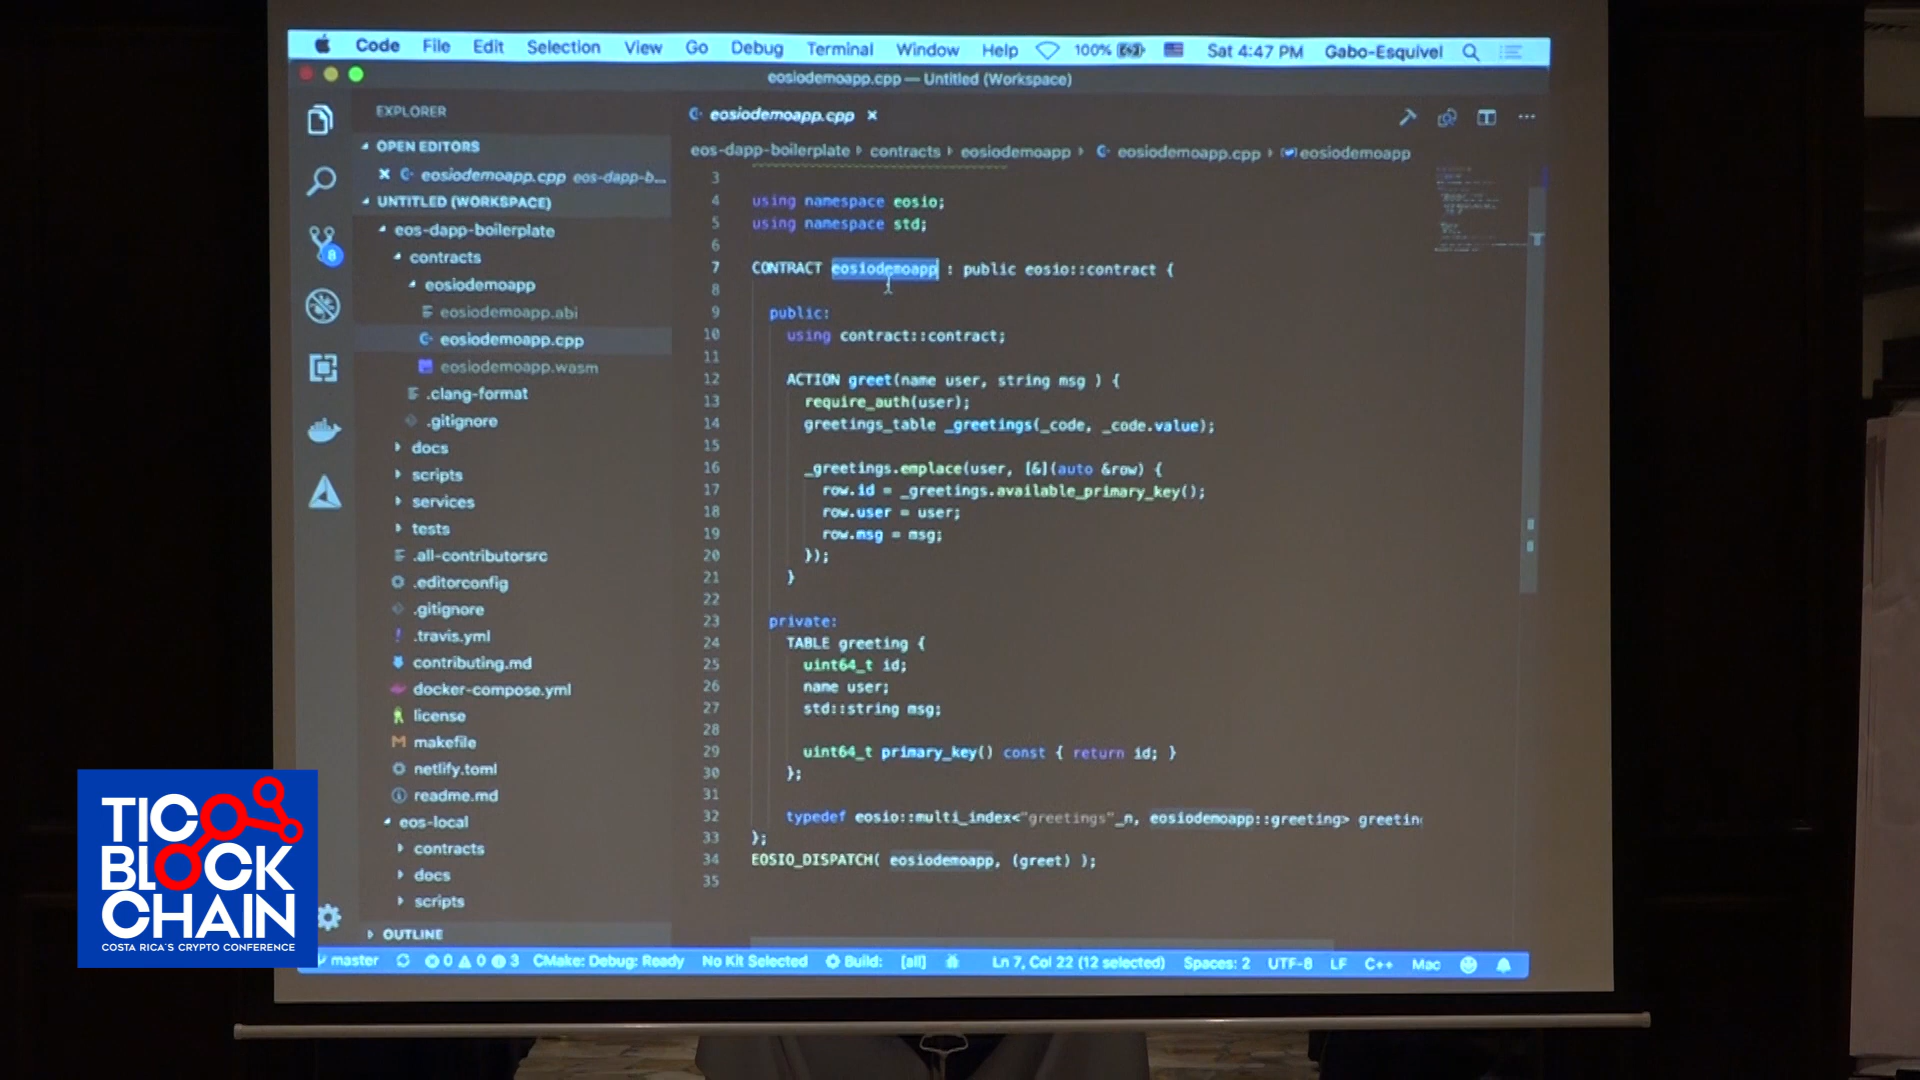 Code File Edit Selection View Go Debug Terminal Window Help 100% Sat 4:47 PM Gabo-Esquivel
eosiodemoapp.cpp — Untitled (Workspace)
EXPLORER
OPEN EDITORS
eosiodemoapp.cpp eos-dapp-b...
UNTITLED (WORKSPACE)
eos-dapp-boilerplate
contracts
eosiodemoapp
eosiodemoapp.abi
eosiodemoapp.cpp
eosiodemoapp.wasm
.clang-format
.gitignore
docs
scripts
services
tests
.all-contributorsrc
.editorconfig
.gitignore
.travis.yml
contributing.md
docker-compose.yml
license
makefile
netlify.toml
readme.md
eos-local
contracts
docs
scripts
OUTLINE
8
eosiodemoapp.cpp ×
eos-dapp-boilerplate › contracts › eosiodemoapp › eosiodemoapp.cpp › eosiodemoapp
3
4 using namespace eosio;
5 using namespace std;
6
7 CONTRACT eosiodemoapp : public eosio::contract {
8
9 public:
10 using contract::contract;
11
12 ACTION greet(name user, string msg ) {
13 require_auth(user);
14 greetings_table _greetings(_code, _code.value);
15
16 _greetings.emplace(user, [&](auto &row) {
17 row.id = _greetings.available_primary_key();
18 row.user = user;
19 row.msg = msg;
20 });
21 }
22
23 private:
24 TABLE greeting {
25 uint64_t id;
26 name user;
27 std::string msg;
28
29 uint64_t primary_key() const { return id; }
30 };
31
32 typedef eosio::multi_index<"greetings"_n, eosiodemoapp::greeting> greetin
33 };
34 EOSIO_DISPATCH( eosiodemoapp, (greet) );
35
master 0 0 3 CMake: Debug: Ready No Kit Selected Build: [all] Ln 7, Col 22 (12 selected) Spaces: 2 UTF-8 LF C++ Mac
TICO
BLOCK
CHAIN
COSTA RICA'S CRYPTO CONFERENCE